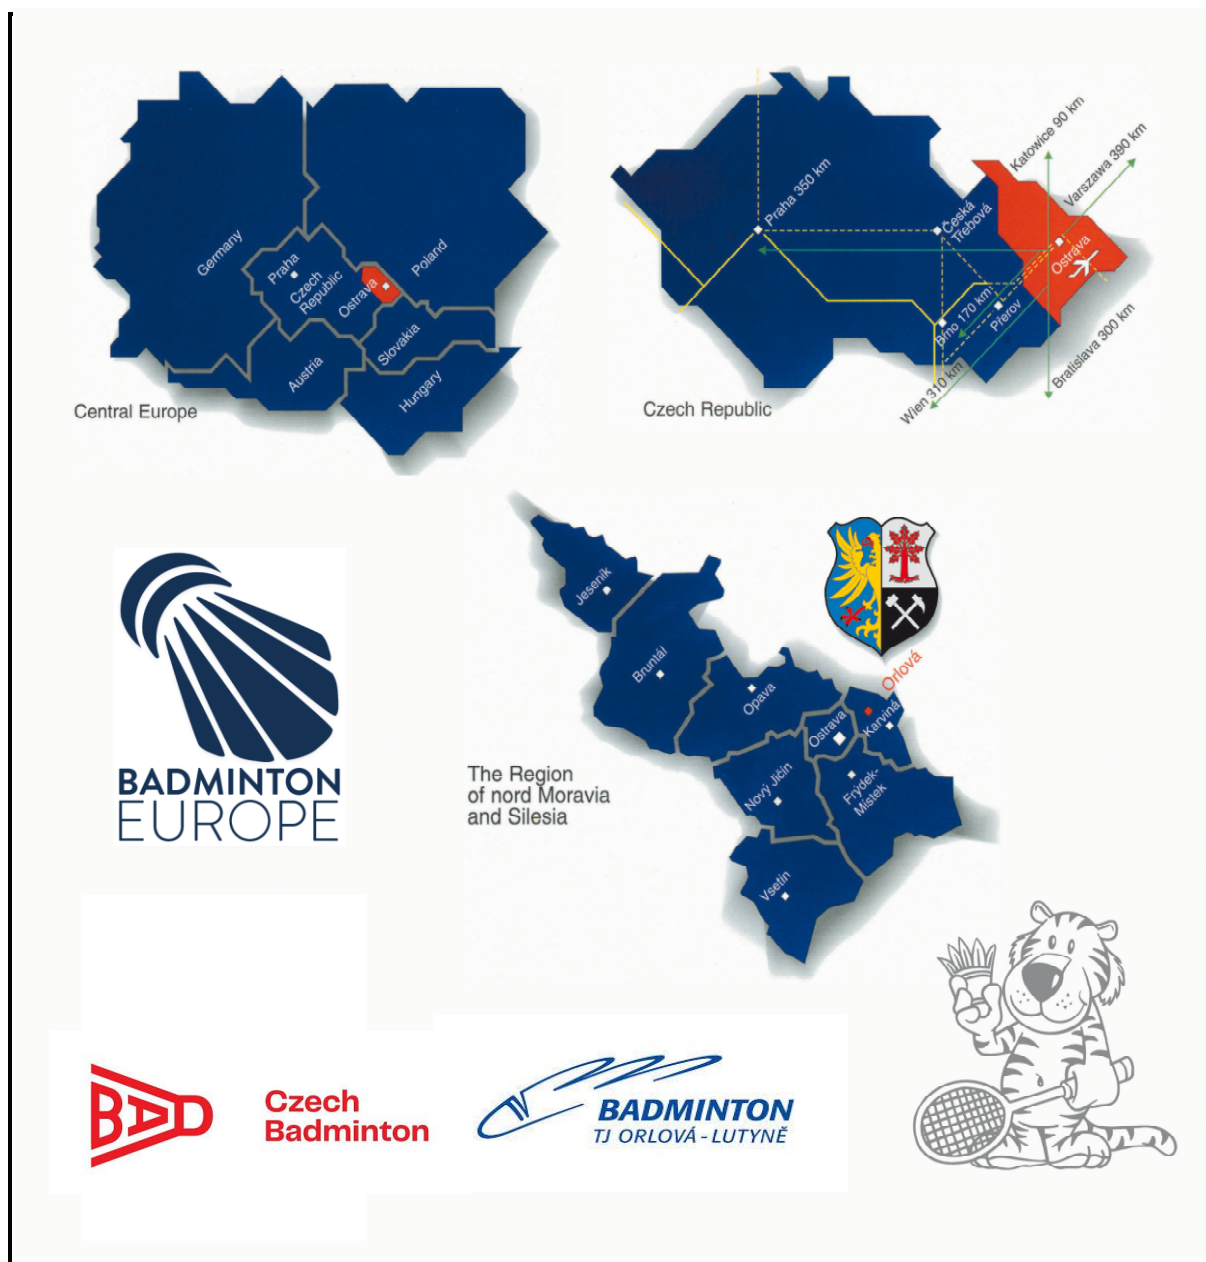 Germany
Praha
Czech
Republic
Ostrava
Poland
Slovakia
Austria
Hungary
Central Europe
Katowice 90 km
Varszawa 390 km
Praha 350 km
Česká
Třebová
Ostrava
Brno 170 km
Přerov
Wien 310 km
Bratislava 300 km
Czech Republic
Jeseník
Bruntál
Opava
Orlová
Ostrava
Karviná
Nový Jičín
Frýdek-
Místek
Vsetín
The Region
of nord Moravia
and Silesia
BADMINTON
EUROPE
BAD
Czech
Badminton
BADMINTON
TJ ORLOVÁ - LUTYNĚ